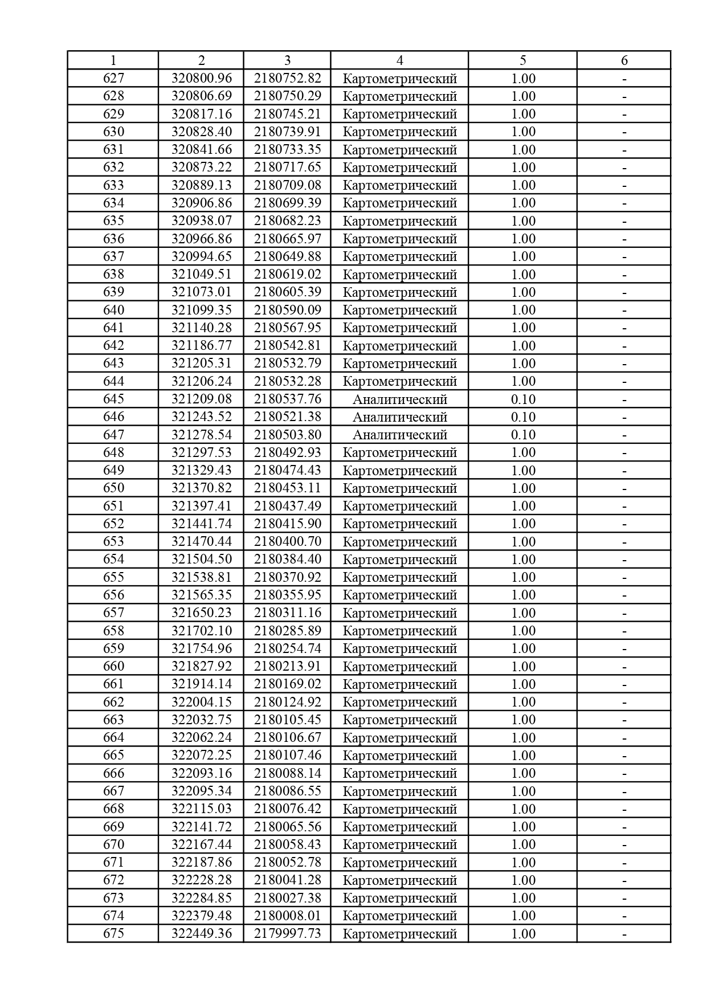 1 2 3 4 5 6
627 320800.96 2180752.82 Картометрический 1.00 -
628 320806.69 2180750.29 Картометрический 1.00 -
629 320817.16 2180745.21 Картометрический 1.00 -
630 320828.40 2180739.91 Картометрический 1.00 -
631 320841.66 2180733.35 Картометрический 1.00 -
632 320873.22 2180717.65 Картометрический 1.00 -
633 320889.13 2180709.08 Картометрический 1.00 -
634 320906.86 2180699.39 Картометрический 1.00 -
635 320938.07 2180682.23 Картометрический 1.00 -
636 320966.86 2180665.97 Картометрический 1.00 -
637 320994.65 2180649.88 Картометрический 1.00 -
638 321049.51 2180619.02 Картометрический 1.00 -
639 321073.01 2180605.39 Картометрический 1.00 -
640 321099.35 2180590.09 Картометрический 1.00 -
641 321140.28 2180567.95 Картометрический 1.00 -
642 321186.77 2180542.81 Картометрический 1.00 -
643 321205.31 2180532.79 Картометрический 1.00 -
644 321206.24 2180532.28 Картометрический 1.00 -
645 321209.08 2180537.76 Аналитический 0.10 -
646 321243.52 2180521.38 Аналитический 0.10 -
647 321278.54 2180503.80 Аналитический 0.10 -
648 321297.53 2180492.93 Картометрический 1.00 -
649 321329.43 2180474.43 Картометрический 1.00 -
650 321370.82 2180453.11 Картометрический 1.00 -
651 321397.41 2180437.49 Картометрический 1.00 -
652 321441.74 2180415.90 Картометрический 1.00 -
653 321470.44 2180400.70 Картометрический 1.00 -
654 321504.50 2180384.40 Картометрический 1.00 -
655 321538.81 2180370.92 Картометрический 1.00 -
656 321565.35 2180355.95 Картометрический 1.00 -
657 321650.23 2180311.16 Картометрический 1.00 -
658 321702.10 2180285.89 Картометрический 1.00 -
659 321754.96 2180254.74 Картометрический 1.00 -
660 321827.92 2180213.91 Картометрический 1.00 -
661 321914.14 2180169.02 Картометрический 1.00 -
662 322004.15 2180124.92 Картометрический 1.00 -
663 322032.75 2180105.45 Картометрический 1.00 -
664 322062.24 2180106.67 Картометрический 1.00 -
665 322072.25 2180107.46 Картометрический 1.00 -
666 322093.16 2180088.14 Картометрический 1.00 -
667 322095.34 2180086.55 Картометрический 1.00 -
668 322115.03 2180076.42 Картометрический 1.00 -
669 322141.72 2180065.56 Картометрический 1.00 -
670 322167.44 2180058.43 Картометрический 1.00 -
671 322187.86 2180052.78 Картометрический 1.00 -
672 322228.28 2180041.28 Картометрический 1.00 -
673 322284.85 2180027.38 Картометрический 1.00 -
674 322379.48 2180008.01 Картометрический 1.00 -
675 322449.36 2179997.73 Картометрический 1.00 -